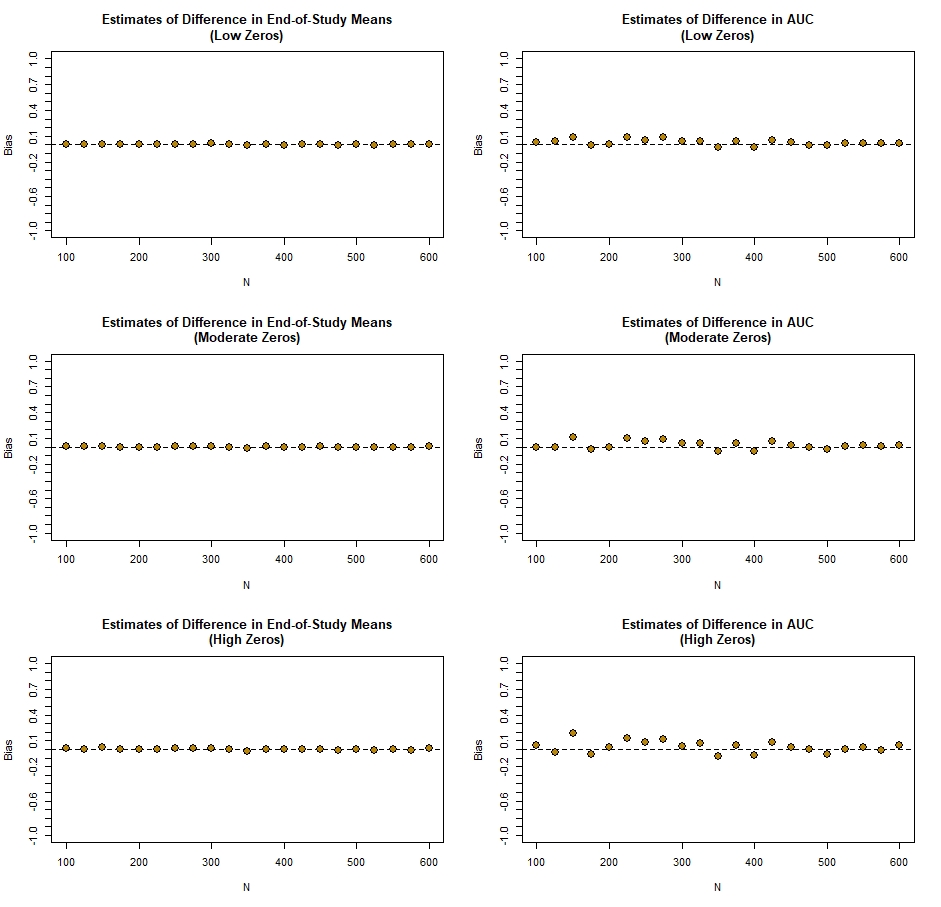 Estimates of Difference in End-of-Study Means
(Low Zeros)
Bias
1.0
0.7
0.4
0.1
-0.2
-0.6
-1.0
100 200 300 400 500 600
N
Estimates of Difference in AUC
(Low Zeros)
Bias
1.0
0.7
0.4
0.1
-0.2
-0.6
-1.0
100 200 300 400 500 600
N
Estimates of Difference in End-of-Study Means
(Moderate Zeros)
Bias
1.0
0.7
0.4
0.1
-0.2
-0.6
-1.0
100 200 300 400 500 600
N
Estimates of Difference in AUC
(Moderate Zeros)
Bias
1.0
0.7
0.4
0.1
-0.2
-0.6
-1.0
100 200 300 400 500 600
N
Estimates of Difference in End-of-Study Means
(High Zeros)
Bias
1.0
0.7
0.4
0.1
-0.2
-0.6
-1.0
100 200 300 400 500 600
N
Estimates of Difference in AUC
(High Zeros)
Bias
1.0
0.7
0.4
0.1
-0.2
-0.6
-1.0
100 200 300 400 500 600
N